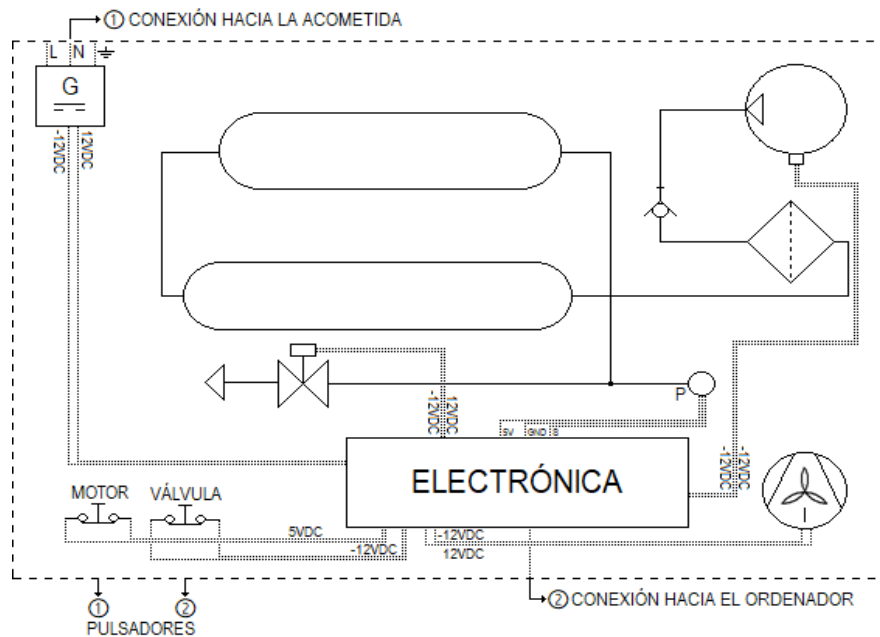 ① CONEXIÓN HACIA LA ACOMETIDA
L N
G
-12VDC
12VDC
P
-12VDC
12VDC
5V GND S
-12VDC
-12VDC
ELECTRÓNICA
MOTOR VÁLVULA
5VDC
-12VDC
-12VDC
12VDC
① ②
PULSADORES
② CONEXIÓN HACIA EL ORDENADOR